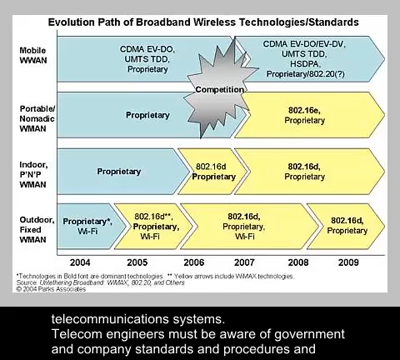 Evolution Path of Broadband Wireless Technologies/Standards
Mobile
WWAN
CDMA EV-DO,
UMTS TDD,
Proprietary
CDMA EV-DO/EV-DV,
UMTS TDD,
HSDPA,
Proprietary/802.20(?)
Competition
Portable/
Nomadic
WMAN
Proprietary
802.16e,
Proprietary
Indoor,
P'N'P
WMAN
Proprietary
802.16d
Proprietary
802.16d,
Proprietary
Outdoor,
Fixed
WMAN
Proprietary*,
Wi-Fi
802.16d**,
Proprietary,
Wi-Fi
802.16d,
Proprietary,
Wi-Fi
802.16d,
Proprietary
2004
2005
2006
2007
2008
2009
*Technologies in Bold font are dominant technologies ** Yellow arrows include WiMAX technologies.
Source: Untethering Broadband: WiMAX, 802.20, and Others
© 2004 Parks Associates
telecommunications systems.
Telecom engineers must be aware of government
and company standards and procedures and